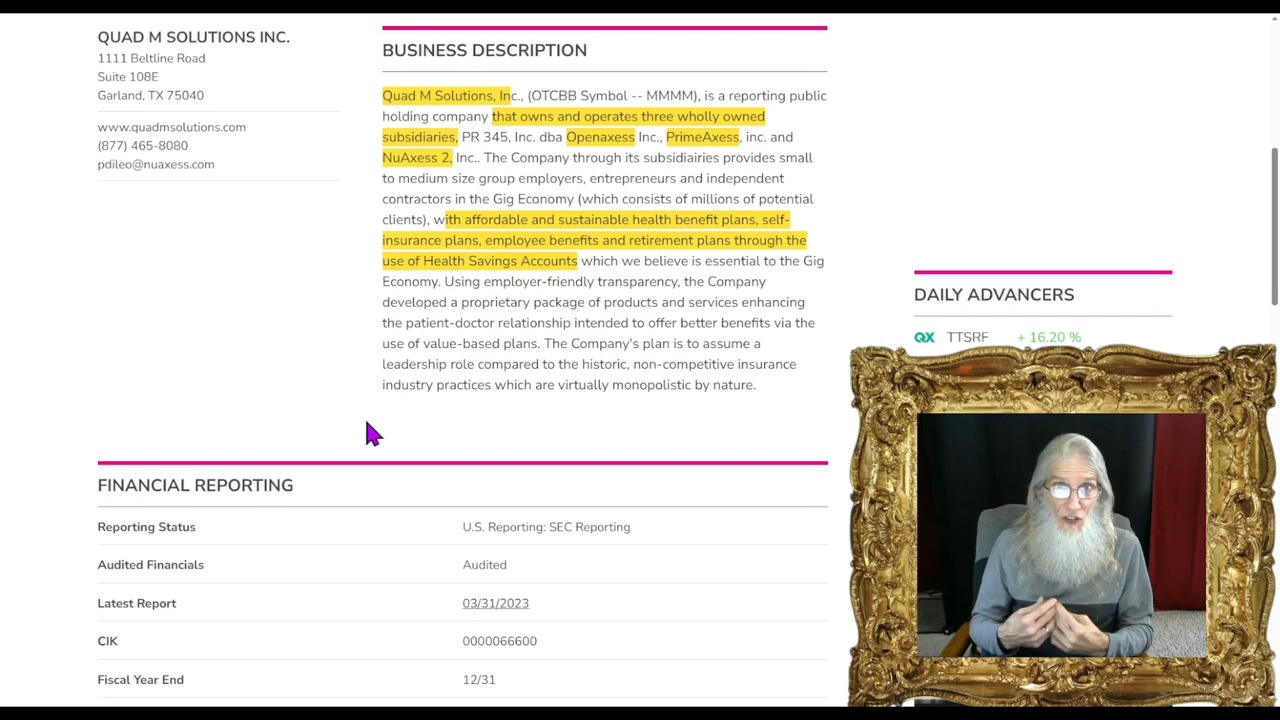 QUAD M SOLUTIONS INC.
1111 Beltline Road
Suite 108E
Garland, TX 75040
www.quadmsolutions.com
(877) 465-8080
pdileo@nuaxess.com
BUSINESS DESCRIPTION
Quad M Solutions, Inc., (OTCBB Symbol -- MMMM), is a reporting public
holding company that owns and operates three wholly owned
subsidiaries, PR 345, Inc. dba Openaxess Inc., PrimeAxess, inc. and
NuAxess 2, Inc.. The Company through its subsidiairies provides small
to medium size group employers, entrepreneurs and independent
contractors in the Gig Economy (which consists of millions of potential
clients), with affordable and sustainable health benefit plans, self-
insurance plans, employee benefits and retirement plans through the
use of Health Savings Accounts which we believe is essential to the Gig
Economy. Using employer-friendly transparency, the Company
developed a proprietary package of products and services enhancing
the patient-doctor relationship intended to offer better benefits via the
use of value-based plans. The Company's plan is to assume a
leadership role compared to the historic, non-competitive insurance
industry practices which are virtually monopolistic by nature.
DAILY ADVANCERS
QX TTSRF + 16.20 %
FINANCIAL REPORTING
Reporting Status U.S. Reporting: SEC Reporting
Audited Financials Audited
Latest Report 03/31/2023
CIK 0000066600
Fiscal Year End 12/31